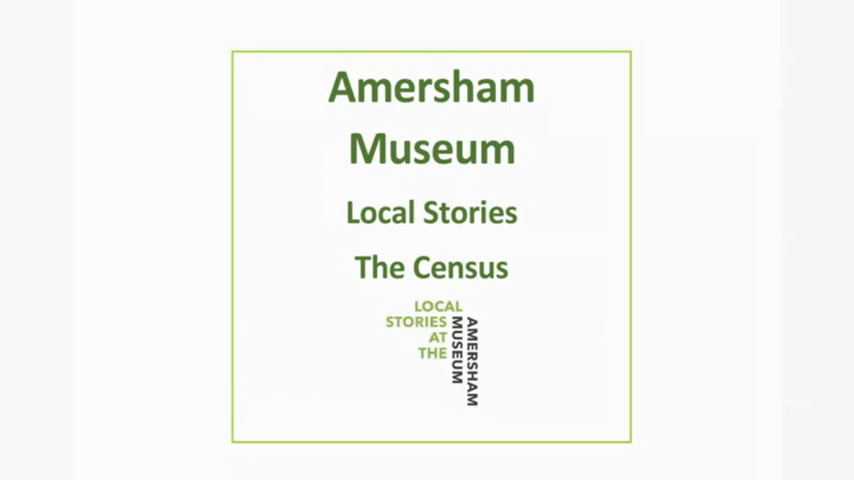 Amersham
Museum
Local Stories
The Census
LOCAL
STORIES
AT
THE
MUSEUM
AMERSHAM